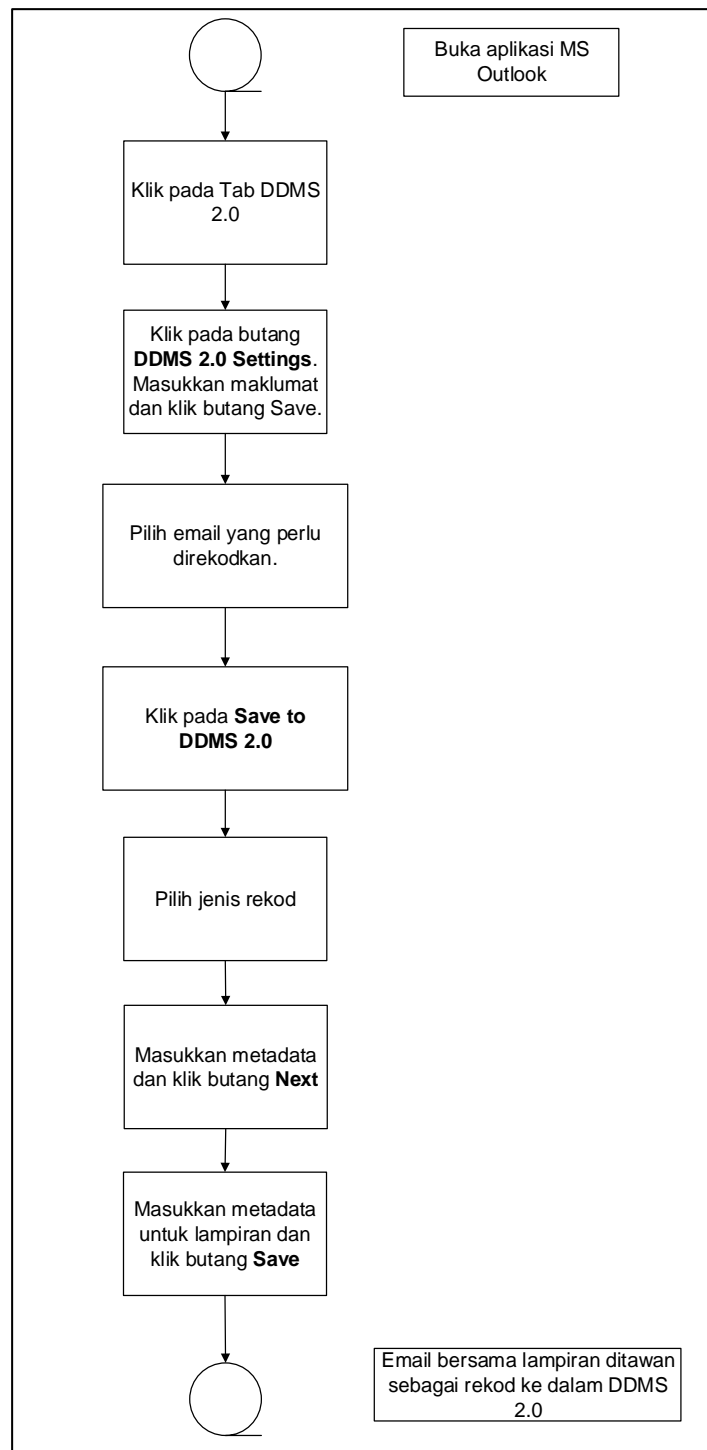 Buka aplikasi MS
Outlook
Klik pada Tab DDMS
2.0
Klik pada butang
DDMS 2.0 Settings.
Masukkan maklumat
dan klik butang Save.
Pilih email yang perlu
direkodkan.
Klik pada Save to
DDMS 2.0
Pilih jenis rekod
Masukkan metadata
dan klik butang Next
Masukkan metadata
untuk lampiran dan
klik butang Save
Email bersama lampiran ditawan
sebagai rekod ke dalam DDMS
2.0